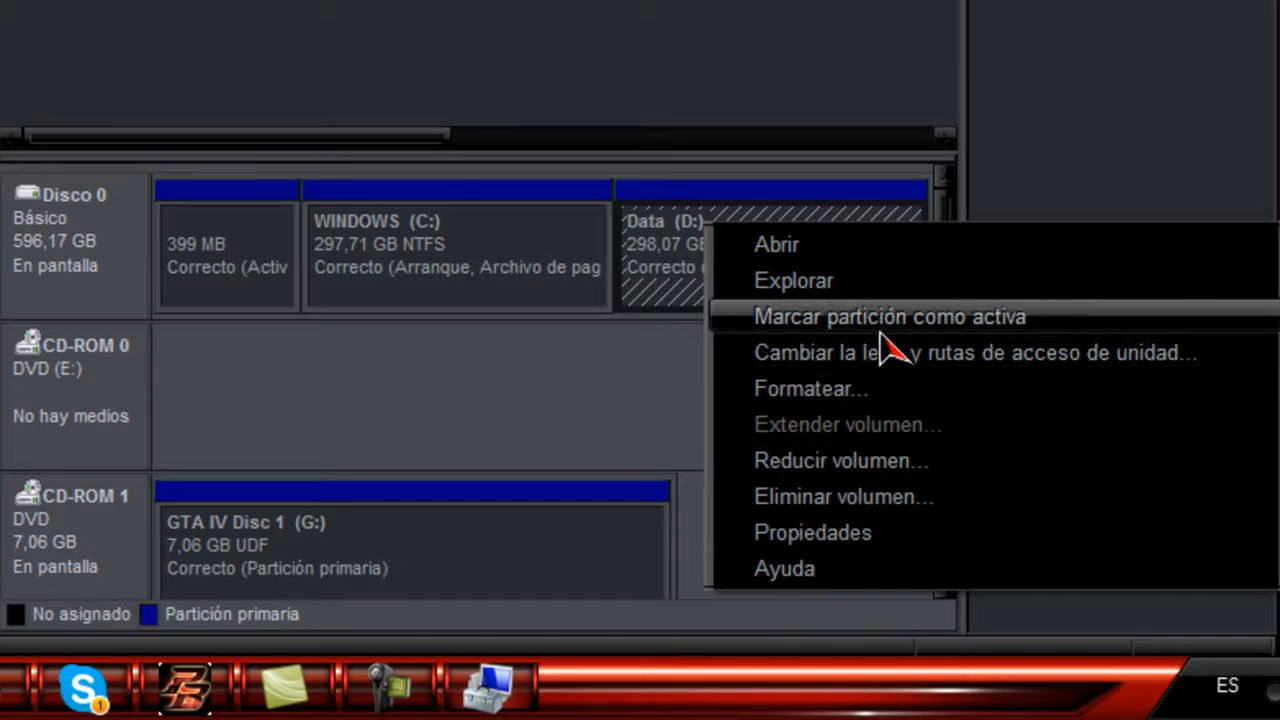 Disco 0
Básico
596,17 GB
En pantalla
399 MB
Correcto (Activ
WINDOWS (C:)
297,71 GB NTFS
Correcto (Arranque, Archivo de pag
Data (D:)
298,07 GB
Correcto (
Abrir
Explorar
Marcar partición como activa
Cambiar la le y rutas de acceso de unidad...
Formatear...
Extender volumen...
Reducir volumen...
Eliminar volumen...
Propiedades
Ayuda
CD-ROM 0
DVD (E:)
No hay medios
CD-ROM 1
DVD
7,06 GB
En pantalla
GTA IV Disc 1 (G:)
7,06 GB UDF
Correcto (Partición primaria)
No asignado
Partición primaria
1
ES